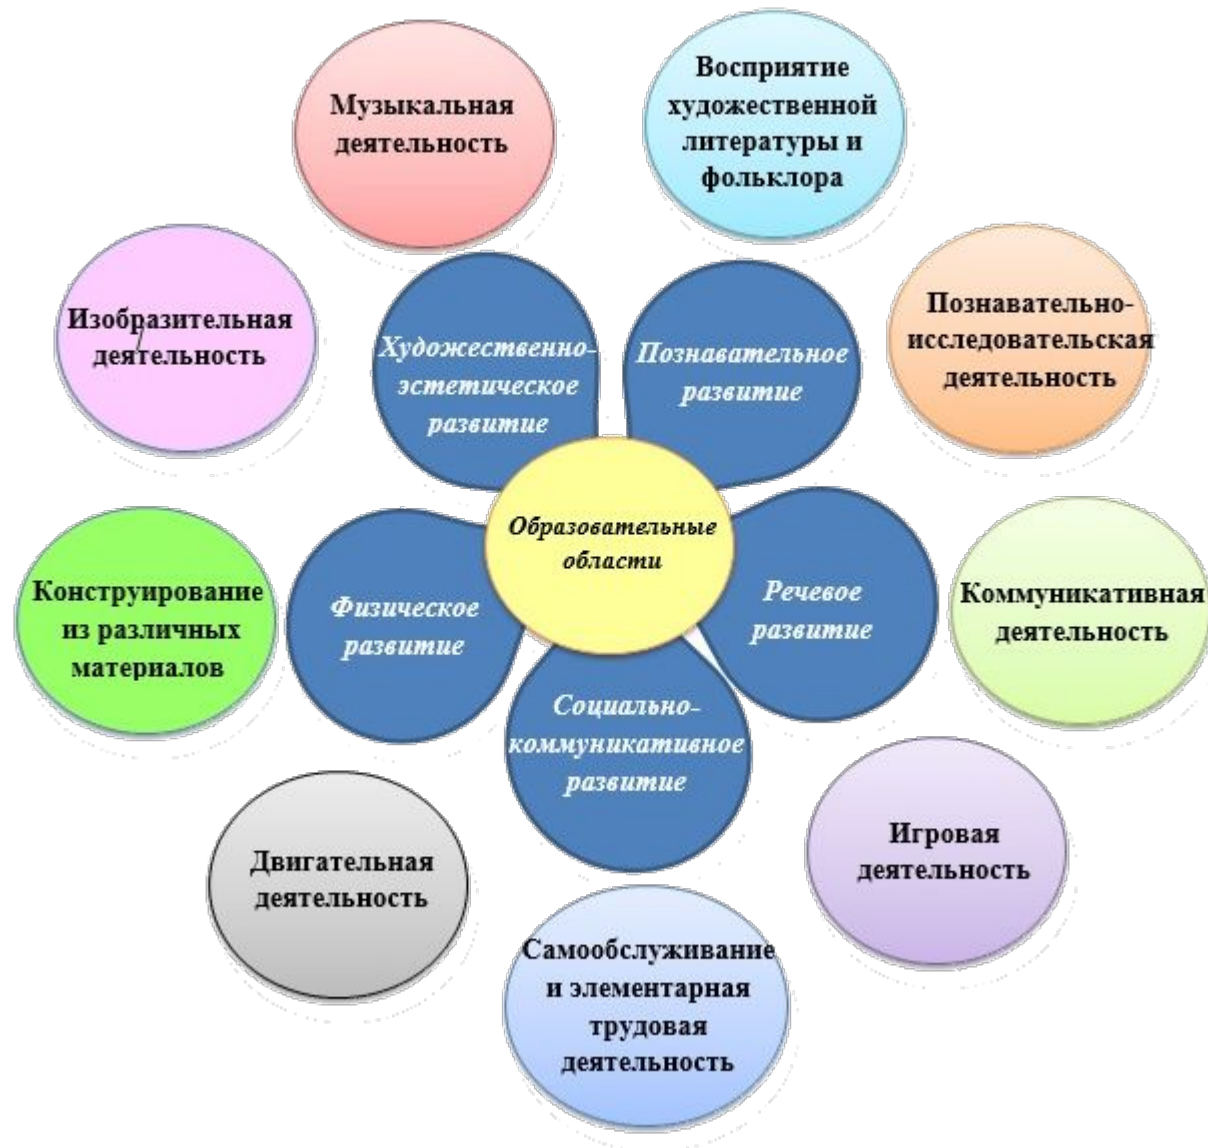 Музыкальная
деятельность
Восприятие
художественной
литературы и
фольклора
Изобразительная
деятельность
Познавательно-
исследовательская
деятельность
Художественно-
эстетическое
развитие
Познавательное
развитие
Образовательные
области
Конструирование
из различных
материалов
Физическое
развитие
Речевое
развитие
Коммуникативная
деятельность
Социально-
коммуникативное
развитие
Двигательная
деятельность
Игровая
деятельность
Самообслуживание
и элементарная
трудовая
деятельность